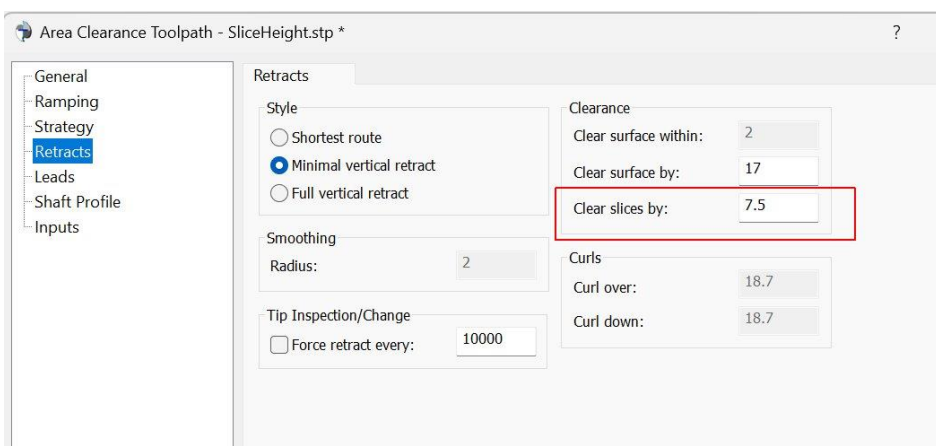 Area Clearance Toolpath - SliceHeight.stp *
?
General
Ramping
Strategy
Retracts
Leads
Shaft Profile
Inputs
Retracts
Style
Shortest route
Minimal vertical retract
Full vertical retract
Smoothing
Radius: 2
Tip Inspection/Change
Force retract every: 10000
Clearance
Clear surface within: 2
Clear surface by: 17
Clear slices by: 7.5
Curls
Curl over: 18.7
Curl down: 18.7